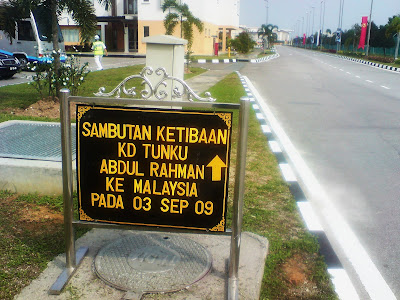 SAMBUTAN KETIBAAN
KD TUNKU
ABDUL RAHMAN
KE MALAYSIA
PADA 03 SEP 09